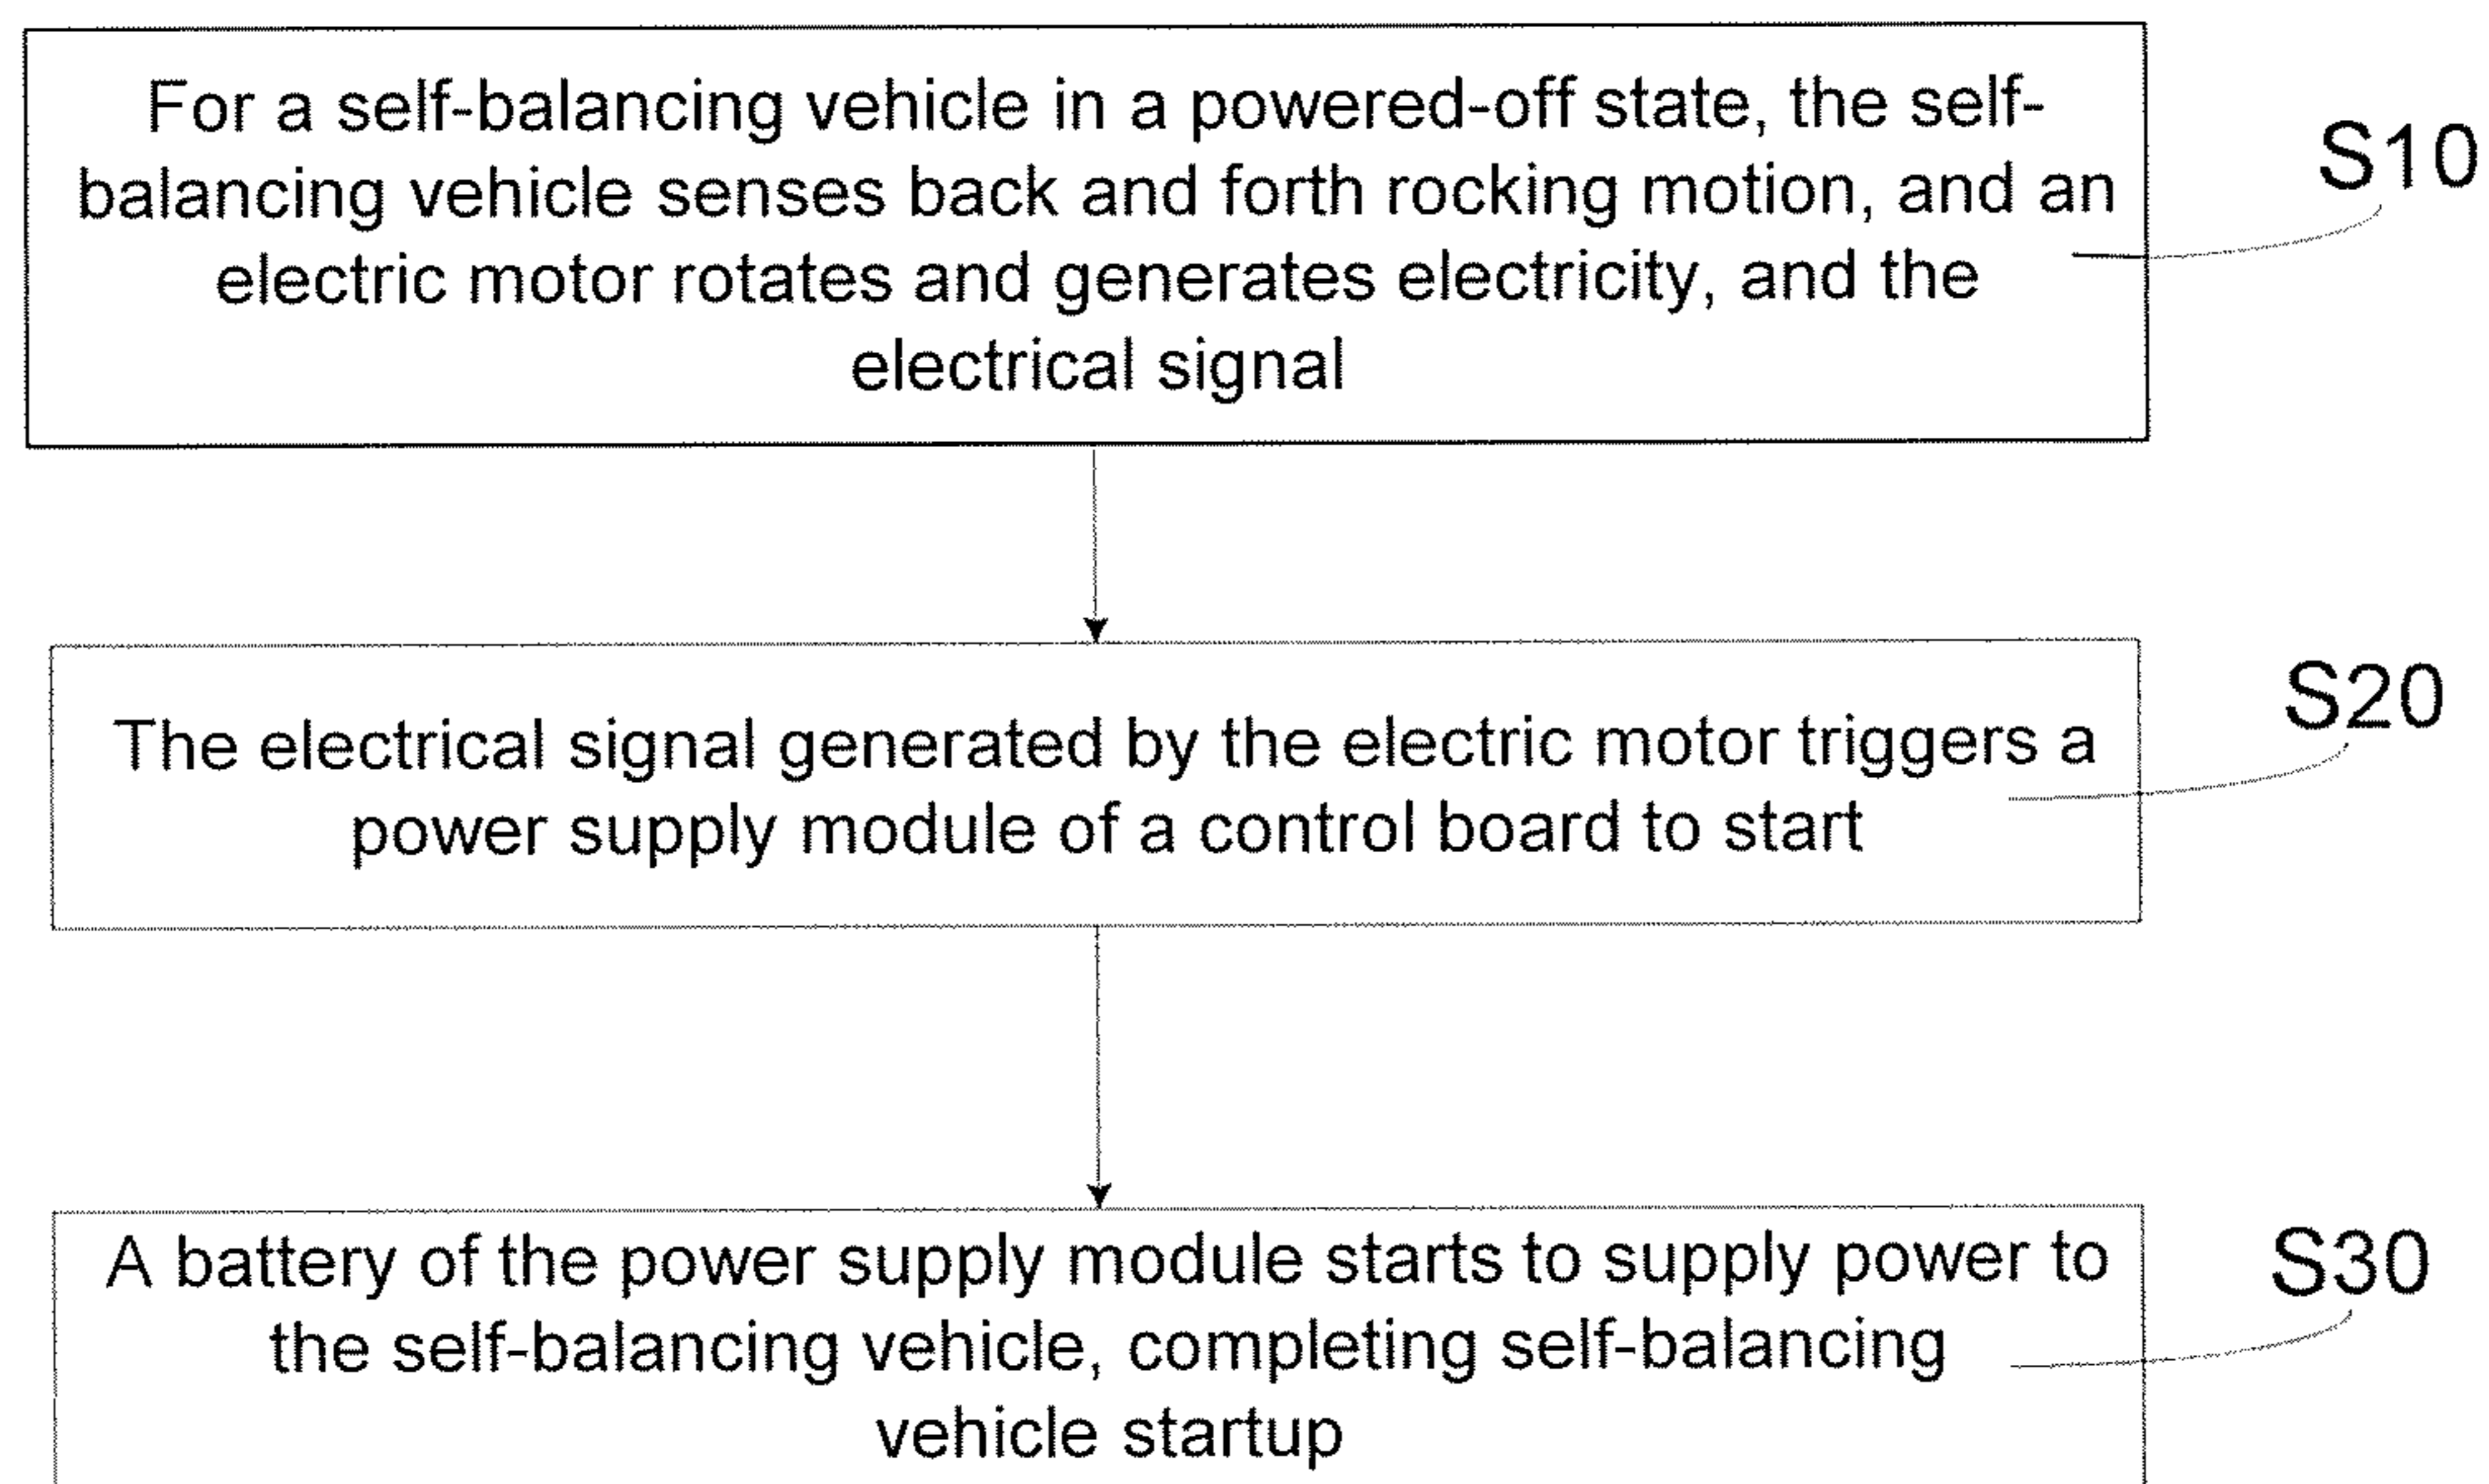 For a self-balancing vehicle in a powered-off state, the self-
balancing vehicle senses back and forth rocking motion, and an
electric motor rotates and generates electricity, and the
electrical signal
S10
The electrical signal generated by the electric motor triggers a
power supply module of a control board to start
S20
A battery of the power supply module starts to supply power to
the self-balancing vehicle, completing self-balancing
vehicle startup
S30